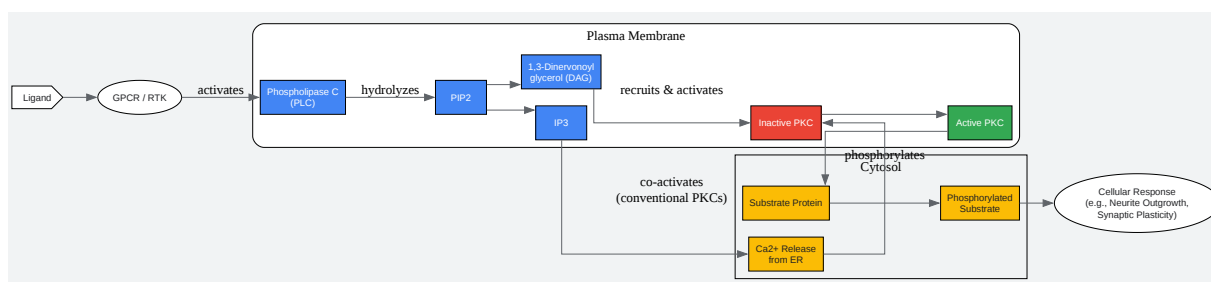 Plasma Membrane
Ligand
GPCR / RTK
activates
Phospholipase C
(PLC)
hydrolyzes
PIP2
1,3-Dinervonoyl
glycerol (DAG)
IP3
recruits & activates
Inactive PKC
Active PKC
phosphorylates
Cytosol
co-activates
(conventional PKCs)
Substrate Protein
Phosphorylated
Substrate
Cellular Response
(e.g., Neurite Outgrowth,
Synaptic Plasticity)
Ca2+ Release
from ER